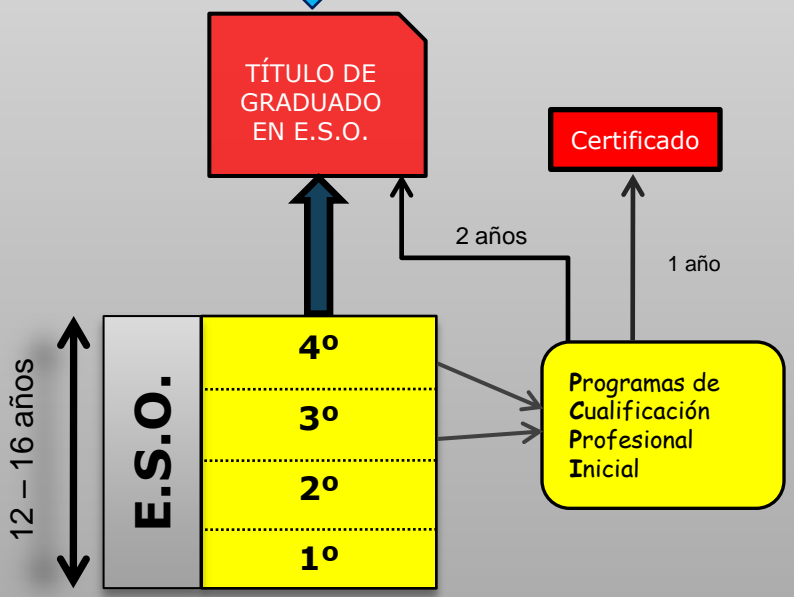 TÍTULO DE
GRADUADO
EN E.S.O.
Certificado
2 años
1 año
12 – 16 años
E.S.O.
4º
3º
2º
1º
Programas de
Cualificación
Profesional
Inicial